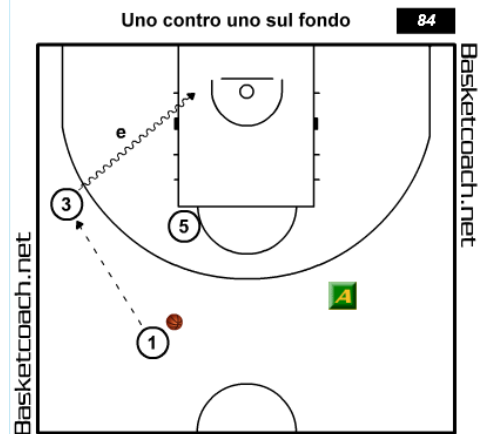 Uno contro uno sul fondo
84
Basketcoach.net
e
3
5
A
1
Basketcoach.net